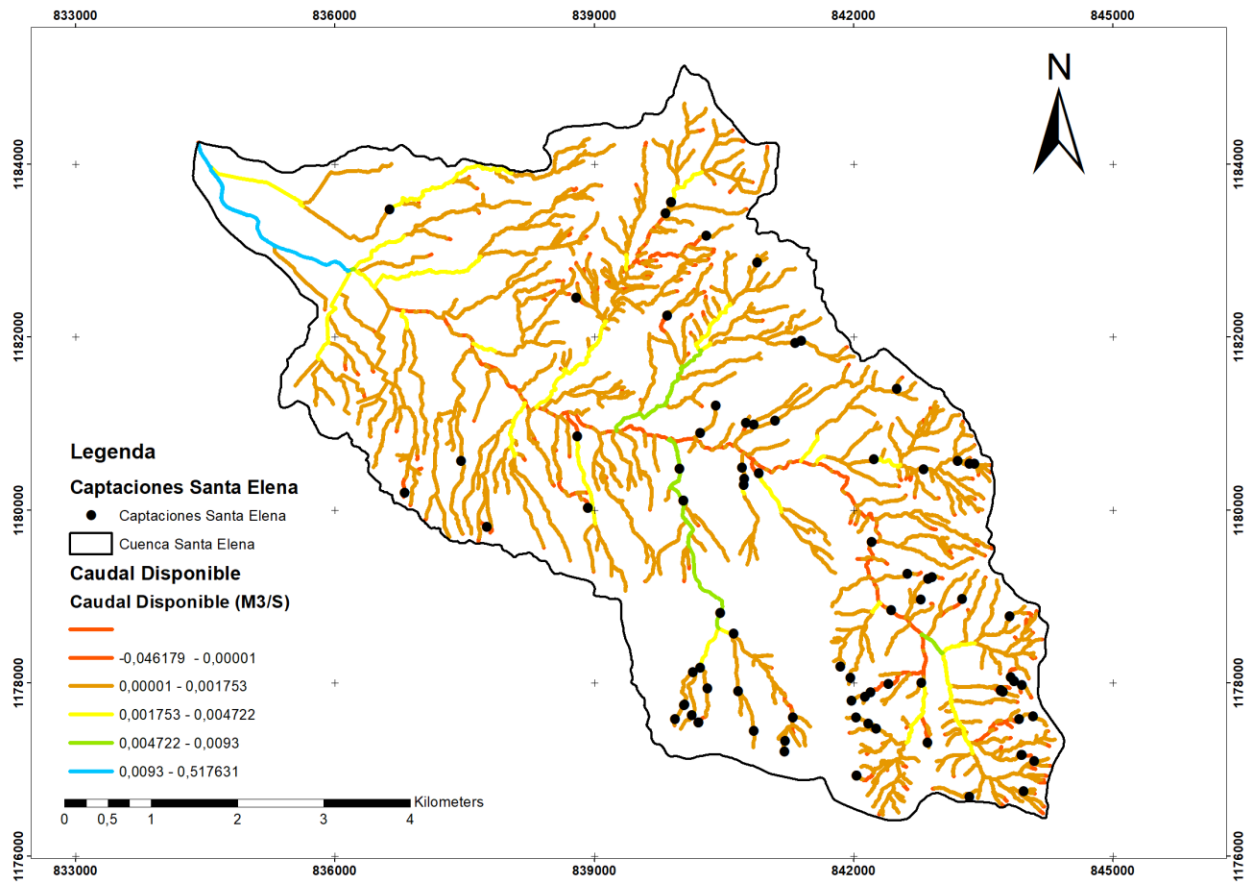 833000 836000 839000 842000 845000
N
1184000 1184000
1182000 1182000
Legenda
Captaciones Santa Elena
Captaciones Santa Elena
Cuenca Santa Elena
Caudal Disponible
Caudal Disponible (M3/S)
-0,046179 - 0,00001
0,00001 - 0,001753
0,001753 - 0,004722
0,004722 - 0,0093
0,0093 - 0,517631
Kilometers
0 0,5 1 2 3 4
1180000 1180000
1178000 1178000
1176000 1176000
833000 836000 839000 842000 845000